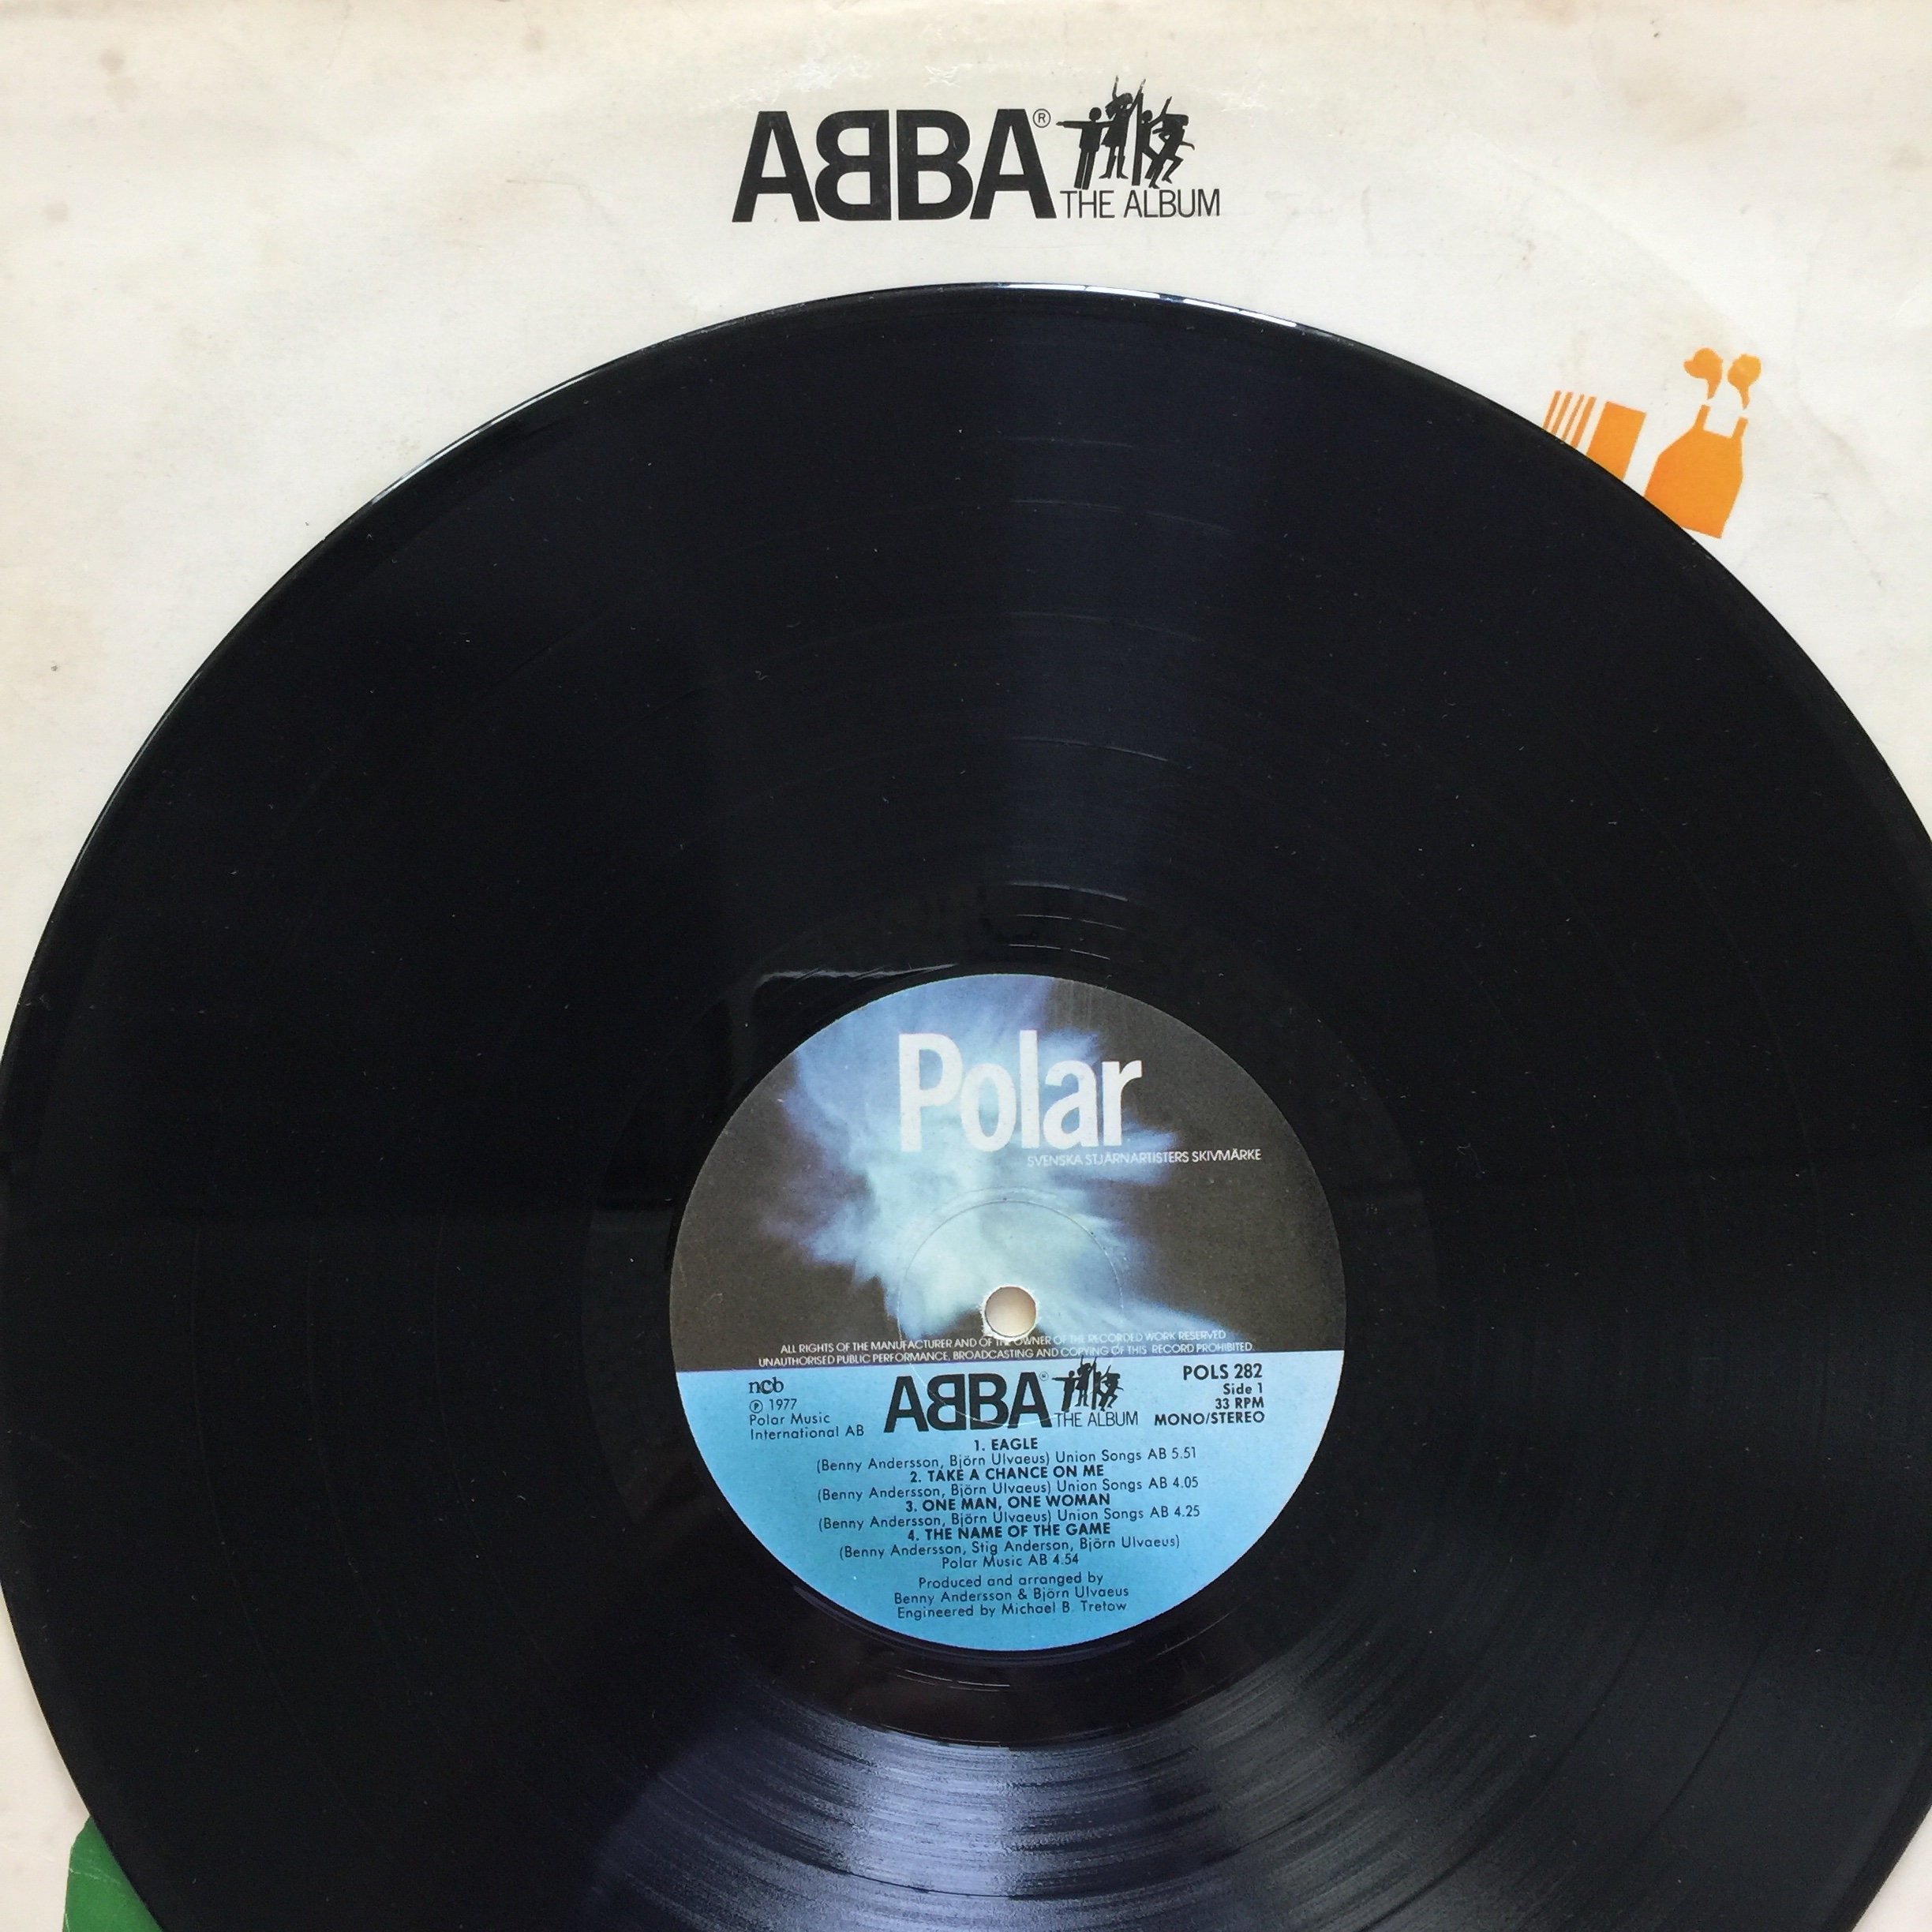 ABBA®
THE ALBUM
Polar
SVENSKA STJÄRNARTISTERS SKIVMÄRKE
ALL RIGHTS OF THE MANUFACTURER AND OF THE OWNER OF THE RECORDED WORK RESERVED
UNAUTHORISED PUBLIC PERFORMANCE, BROADCASTING AND COPYING OF THIS RECORD PROHIBITED.
ncb
℗ 1977
Polar Music
International AB
ABBA®
THE ALBUM
POLS 282
Side 1
33 RPM
MONO/STEREO
1. EAGLE
(Benny Andersson, Björn Ulvaeus) Union Songs AB 5.51
2. TAKE A CHANCE ON ME
(Benny Andersson, Björn Ulvaeus) Union Songs AB 4.05
3. ONE MAN, ONE WOMAN
(Benny Andersson, Björn Ulvaeus) Union Songs AB 4.25
4. THE NAME OF THE GAME
(Benny Andersson, Stig Anderson, Björn Ulvaeus)
Polar Music AB 4.54
Produced and arranged by
Benny Andersson & Björn Ulvaeus
Engineered by Michael B. Tretow